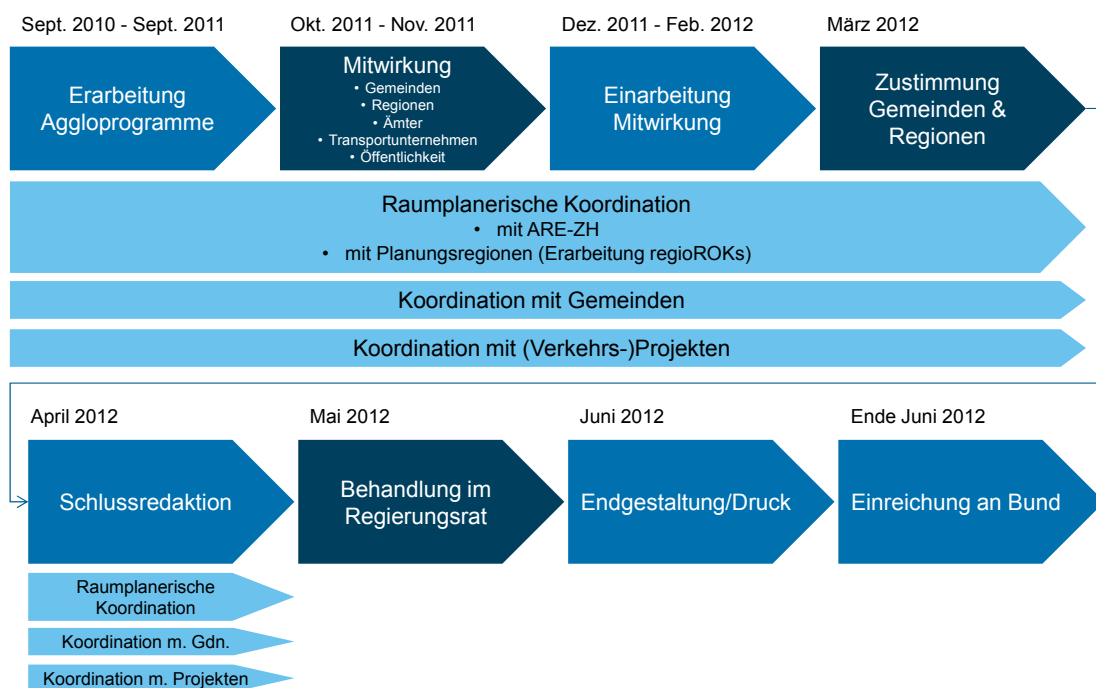 Sept. 2010 - Sept. 2011
Okt. 2011 - Nov. 2011
Dez. 2011 - Feb. 2012
März 2012
Erarbeitung
Aggloprogramme
Mitwirkung
• Gemeinden
• Regionen
• Ämter
• Transportunternehmen
• Öffentlichkeit
Einarbeitung
Mitwirkung
Zustimmung
Gemeinden &
Regionen
Raumplanerische Koordination
• mit ARE-ZH
• mit Planungsregionen (Erarbeitung regioROKs)
Koordination mit Gemeinden
Koordination mit (Verkehrs-)Projekten
April 2012
Mai 2012
Juni 2012
Ende Juni 2012
Schlussredaktion
Behandlung im
Regierungsrat
Endgestaltung/Druck
Einreichung an Bund
Raumplanerische
Koordination
Koordination m. Gdn.
Koordination m. Projekten